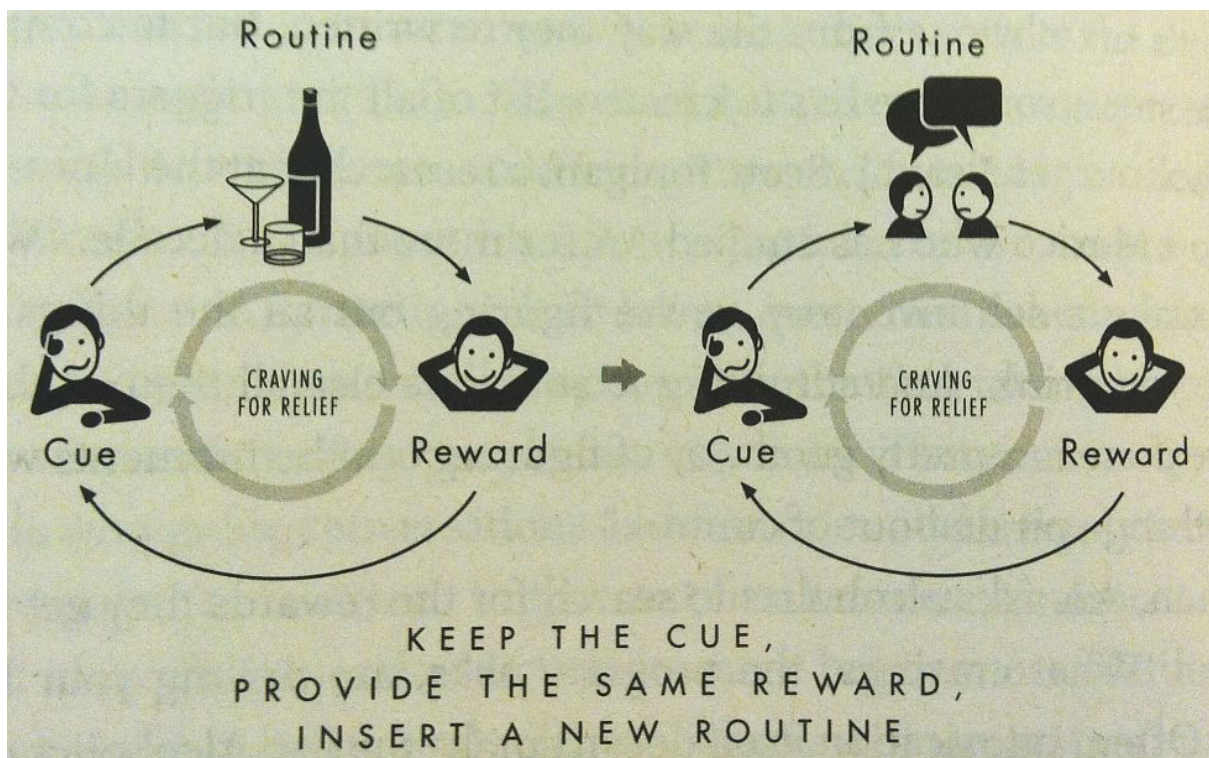 Routine
Routine
CRAVING
FOR RELIEF
CRAVING
FOR RELIEF
Cue
Reward
Cue
Reward
KEEP THE CUE,
PROVIDE THE SAME REWARD,
INSERT A NEW ROUTINE